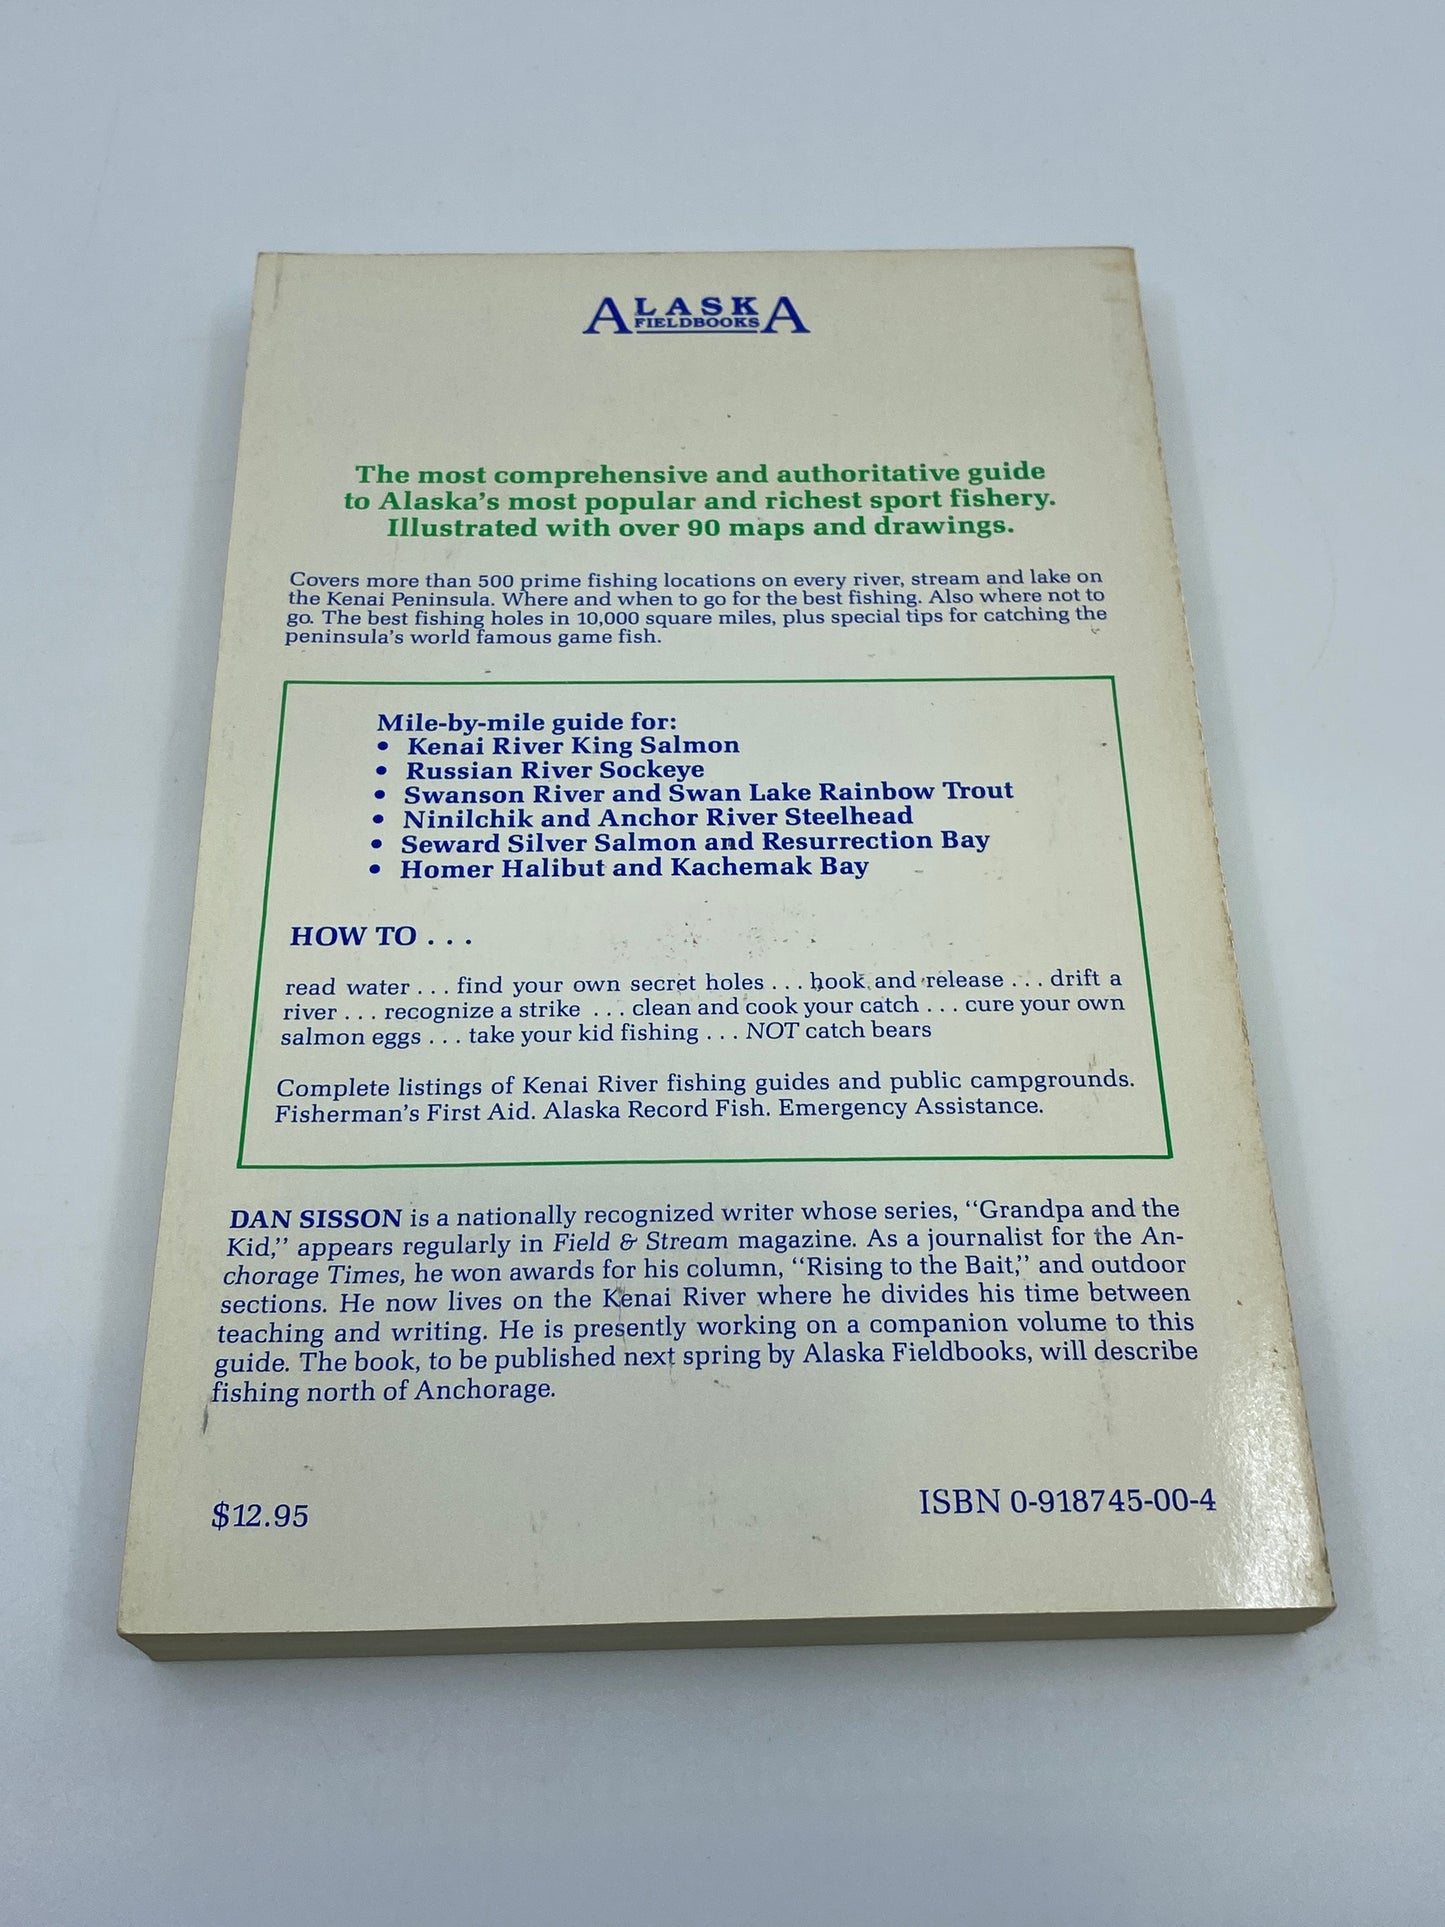 ALASKA
FIELDBOOKS
The most comprehensive and authoritative guide
to Alaska's most popular and richest sport fishery.
Illustrated with over 90 maps and drawings.
Covers more than 500 prime fishing locations on every river, stream and lake on
the Kenai Peninsula. Where and when to go for the best fishing. Also where not to
go. The best fishing holes in 10,000 square miles, plus special tips for catching the
peninsula's world famous game fish.
Mile-by-mile guide for:
• Kenai River King Salmon
• Russian River Sockeye
• Swanson River and Swan Lake Rainbow Trout
• Ninilchik and Anchor River Steelhead
• Seward Silver Salmon and Resurrection Bay
• Homer Halibut and Kachemak Bay
HOW TO . . .
read water . . . find your own secret holes . . . hook and release . . . drift a
river . . . recognize a strike . . . clean and cook your catch . . . cure your own
salmon eggs . . . take your kid fishing . . . NOT catch bears
Complete listings of Kenai River fishing guides and public campgrounds.
Fisherman's First Aid. Alaska Record Fish. Emergency Assistance.
DAN SISSON is a nationally recognized writer whose series, "Grandpa and the
Kid," appears regularly in Field & Stream magazine. As a journalist for the An-
chorage Times, he won awards for his column, "Rising to the Bait," and outdoor
sections. He now lives on the Kenai River where he divides his time between
teaching and writing. He is presently working on a companion volume to this
guide. The book, to be published next spring by Alaska Fieldbooks, will describe
fishing north of Anchorage.
$12.95
ISBN 0-918745-00-4